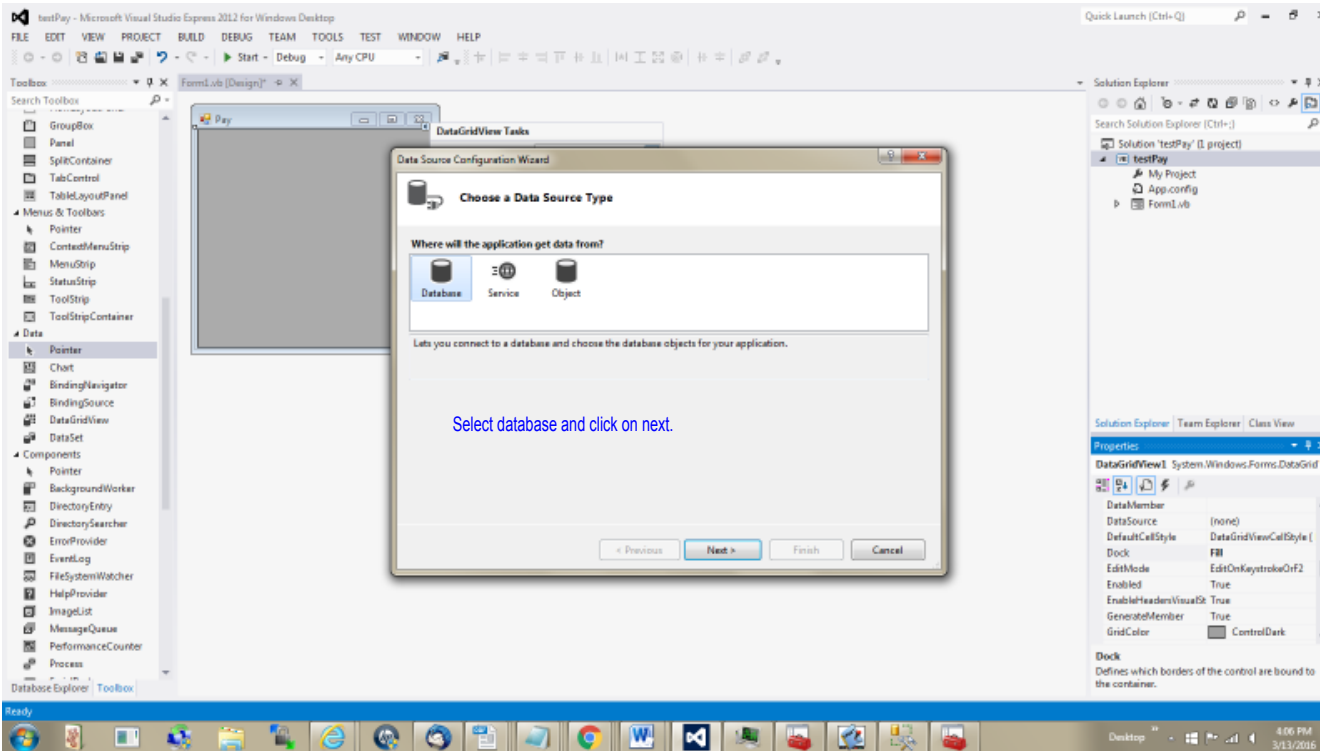 testPay - Microsoft Visual Studio Express 2012 for Windows Desktop
Quick Launch (Ctrl+Q)
FILE EDIT VIEW PROJECT BUILD DEBUG TEAM TOOLS TEST WINDOW HELP
Start - Debug - Any CPU
Toolbox
Form1.vb [Design]*
Solution Explorer
Search Toolbox
Search Solution Explorer (Ctrl+;)
GroupBox
Panel
SplitContainer
TabControl
TableLayoutPanel
Menus & Toolbars
Pointer
ContextMenuStrip
MenuStrip
StatusStrip
ToolStrip
ToolStripContainer
Data
Pointer
Chart
BindingNavigator
BindingSource
DataGridView
DataSet
Components
Pointer
BackgroundWorker
DirectoryEntry
DirectorySearcher
ErrorProvider
EventLog
FileSystemWatcher
HelpProvider
ImageList
MessageQueue
PerformanceCounter
Process
Database Explorer Toolbox
Pay
DataGridView Tasks
Data Source Configuration Wizard
Choose a Data Source Type
Where will the application get data from?
Database Service Object
Lets you connect to a database and choose the database objects for your application.
Select database and click on next.
< Previous Next > Finish Cancel
Solution 'testPay' (1 project)
testPay
My Project
App.config
Form1.vb
Solution Explorer Team Explorer Class View
Properties
DataGridView1 System.Windows.Forms.DataGrid
DataMember
DataSource (none)
DefaultCellStyle DataGridViewCellStyle {
Dock Fill
EditMode EditOnKeystrokeOrF2
Enabled True
EnableHeadersVisualSt True
GenerateMember True
GridColor ControlDark
Dock
Defines which borders of the control are bound to
the container.
Ready
Desktop
4:06 PM
3/13/2016